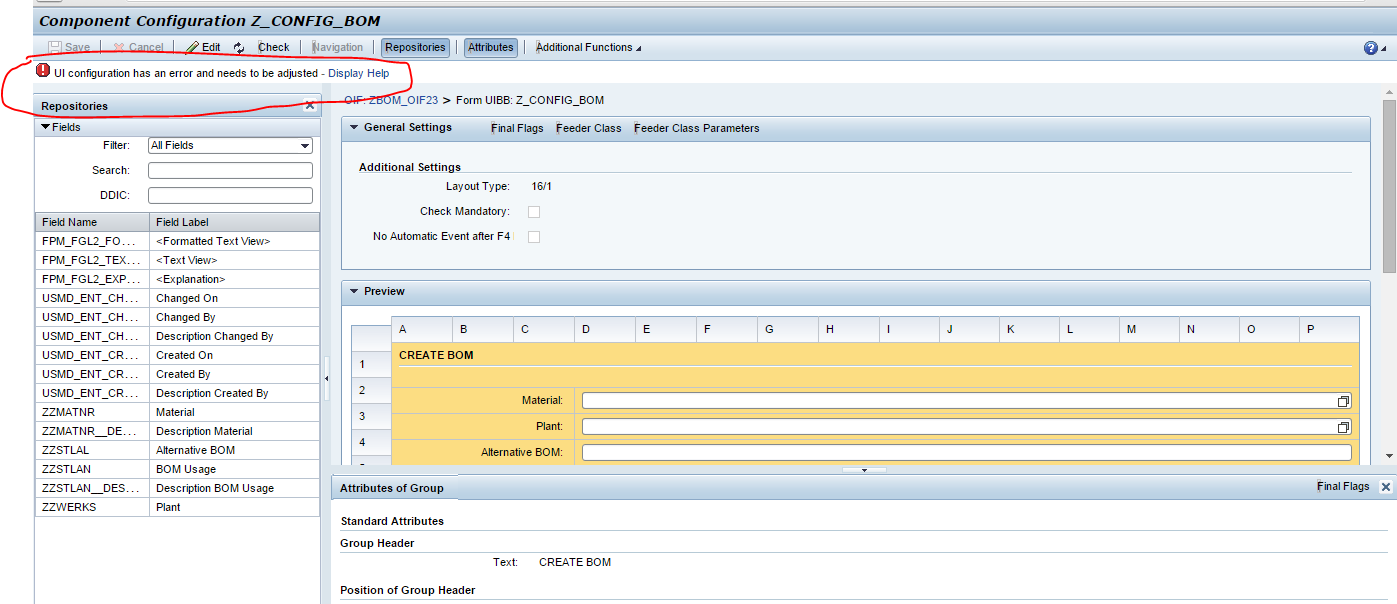 Component Configuration Z_CONFIG_BOM
Save Cancel Edit Check Navigation Repositories Attributes Additional Functions
UI configuration has an error and needs to be adjusted - Display Help
Repositories
Fields
Filter: All Fields
Search:
DDIC:
Field Name Field Label
FPM_FGL2_FO... <Formatted Text View>
FPM_FGL2_TEX... <Text View>
FPM_FGL2_EXP... <Explanation>
USMD_ENT_CH... Changed On
USMD_ENT_CH... Changed By
USMD_ENT_CH... Description Changed By
USMD_ENT_CR... Created On
USMD_ENT_CR... Created By
USMD_ENT_CR... Description Created By
ZZMATNR Material
ZZMATNR__DE... Description Material
ZZSTLAL Alternative BOM
ZZSTLAN BOM Usage
ZZSTLAN__DES... Description BOM Usage
ZZWERKS Plant
OIF: ZBOM_OIF23 > Form UIBB: Z_CONFIG_BOM
General Settings Final Flags Feeder Class Feeder Class Parameters
Additional Settings
Layout Type: 16/1
Check Mandatory:
No Automatic Event after F4
Preview
A B C D E F G H I J K L M N O P
1 CREATE BOM
2 Material:
3 Plant:
4 Alternative BOM:
Attributes of Group Final Flags
Standard Attributes
Group Header
Text: CREATE BOM
Position of Group Header